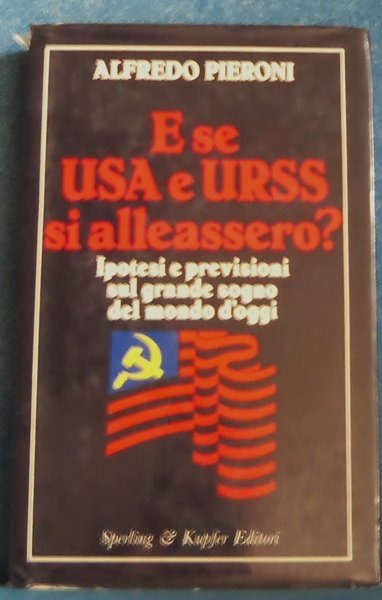 ALFREDO PIERONI
E se
USA e URSS
si alleassero?
Ipotesi e previsioni
sul grande sogno
del mondo d'oggi
Sperling & Kupfer Editori